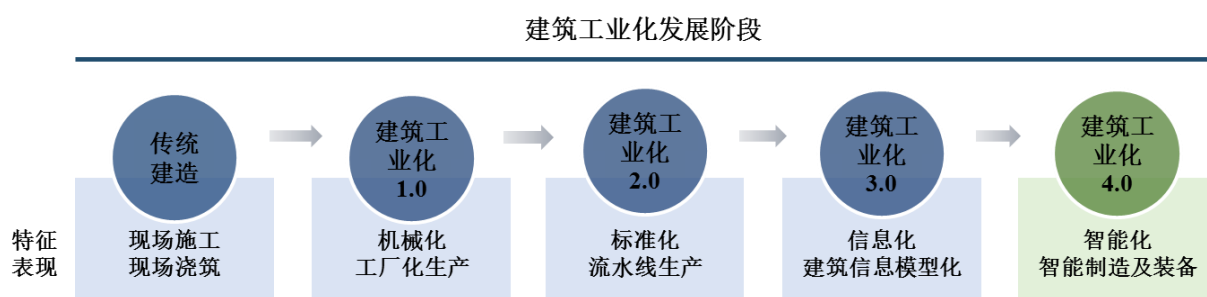 建筑工业化发展阶段
传统
建造
建筑工
业化
1.0
建筑工
业化
2.0
建筑工
业化
3.0
建筑工
业化
4.0
特征
表现
现场施工
现场浇筑
机械化
工厂化生产
标准化
流水线生产
信息化
建筑信息模型化
智能化
智能制造及装备